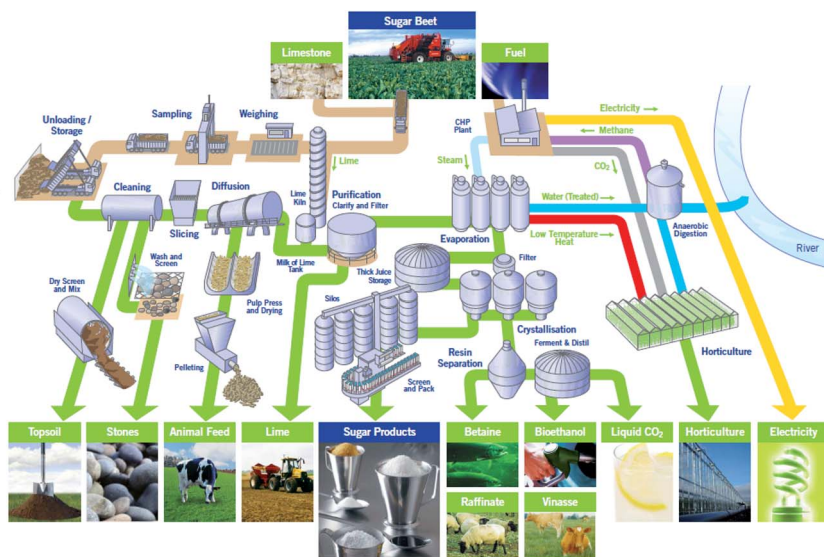 Sugar Beet
Limestone
Fuel
Unloading /
Storage
Sampling
Weighing
CHP
Plant
Electricity
Methane
CO₂
Steam
Lime
Cleaning
Diffusion
Lime
Kiln
Purification
Clarify and Filter
Water (Treated)
Anaerobic
Digestion
Slicing
Evaporation
Low Temperature
Heat
River
Milk of Lime
Tank
Thick Juice
Storage
Filter
Wash and
Screen
Dry Screen
and Mix
Pulp Press
and Drying
Silos
Crystallisation
Ferment & Distil
Horticulture
Resin
Separation
Pelleting
Screen
and Pack
Topsoil
Stones
Animal Feed
Lime
Sugar Products
Betaine
Bioethanol
Liquid CO₂
Horticulture
Electricity
Raffinate
Vinasse